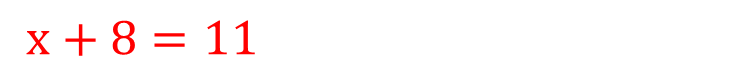 x + 8 = 11